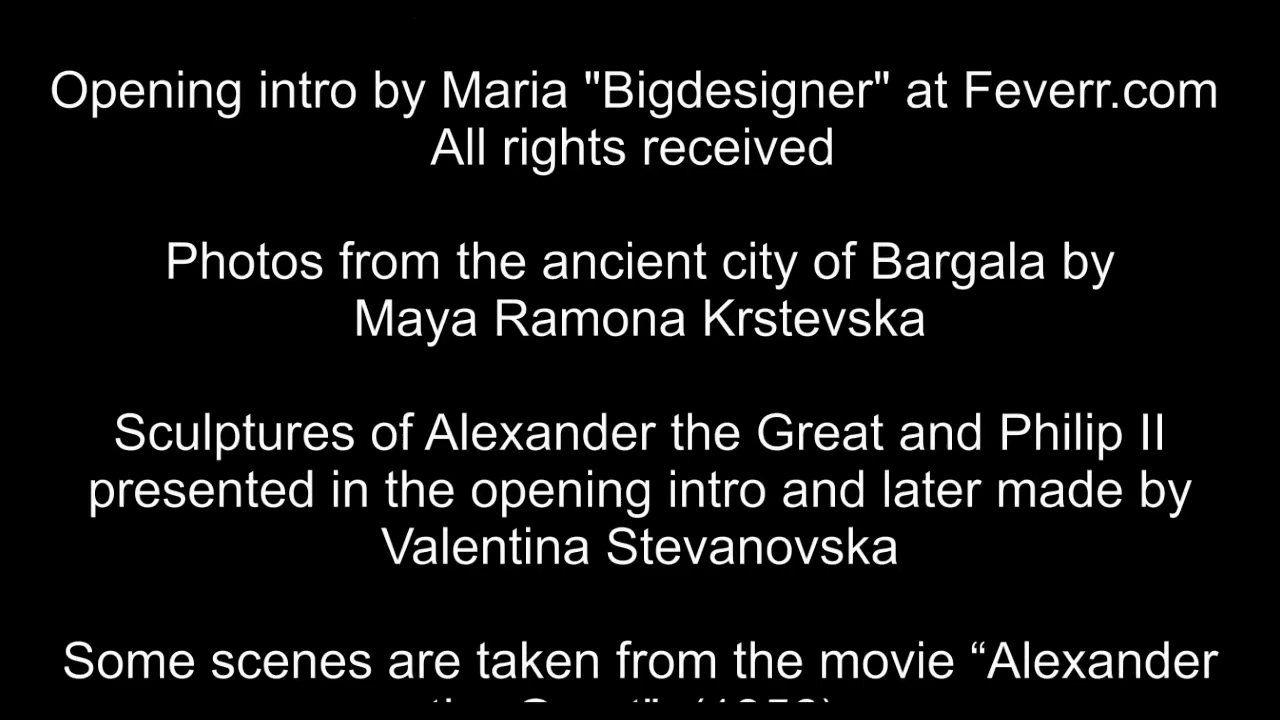 Opening intro by Maria "Bigdesigner" at Feverr.com
All rights received
Photos from the ancient city of Bargala by
Maya Ramona Krstevska
Sculptures of Alexander the Great and Philip II
presented in the opening intro and later made by
Valentina Stevanovska
Some scenes are taken from the movie “Alexander